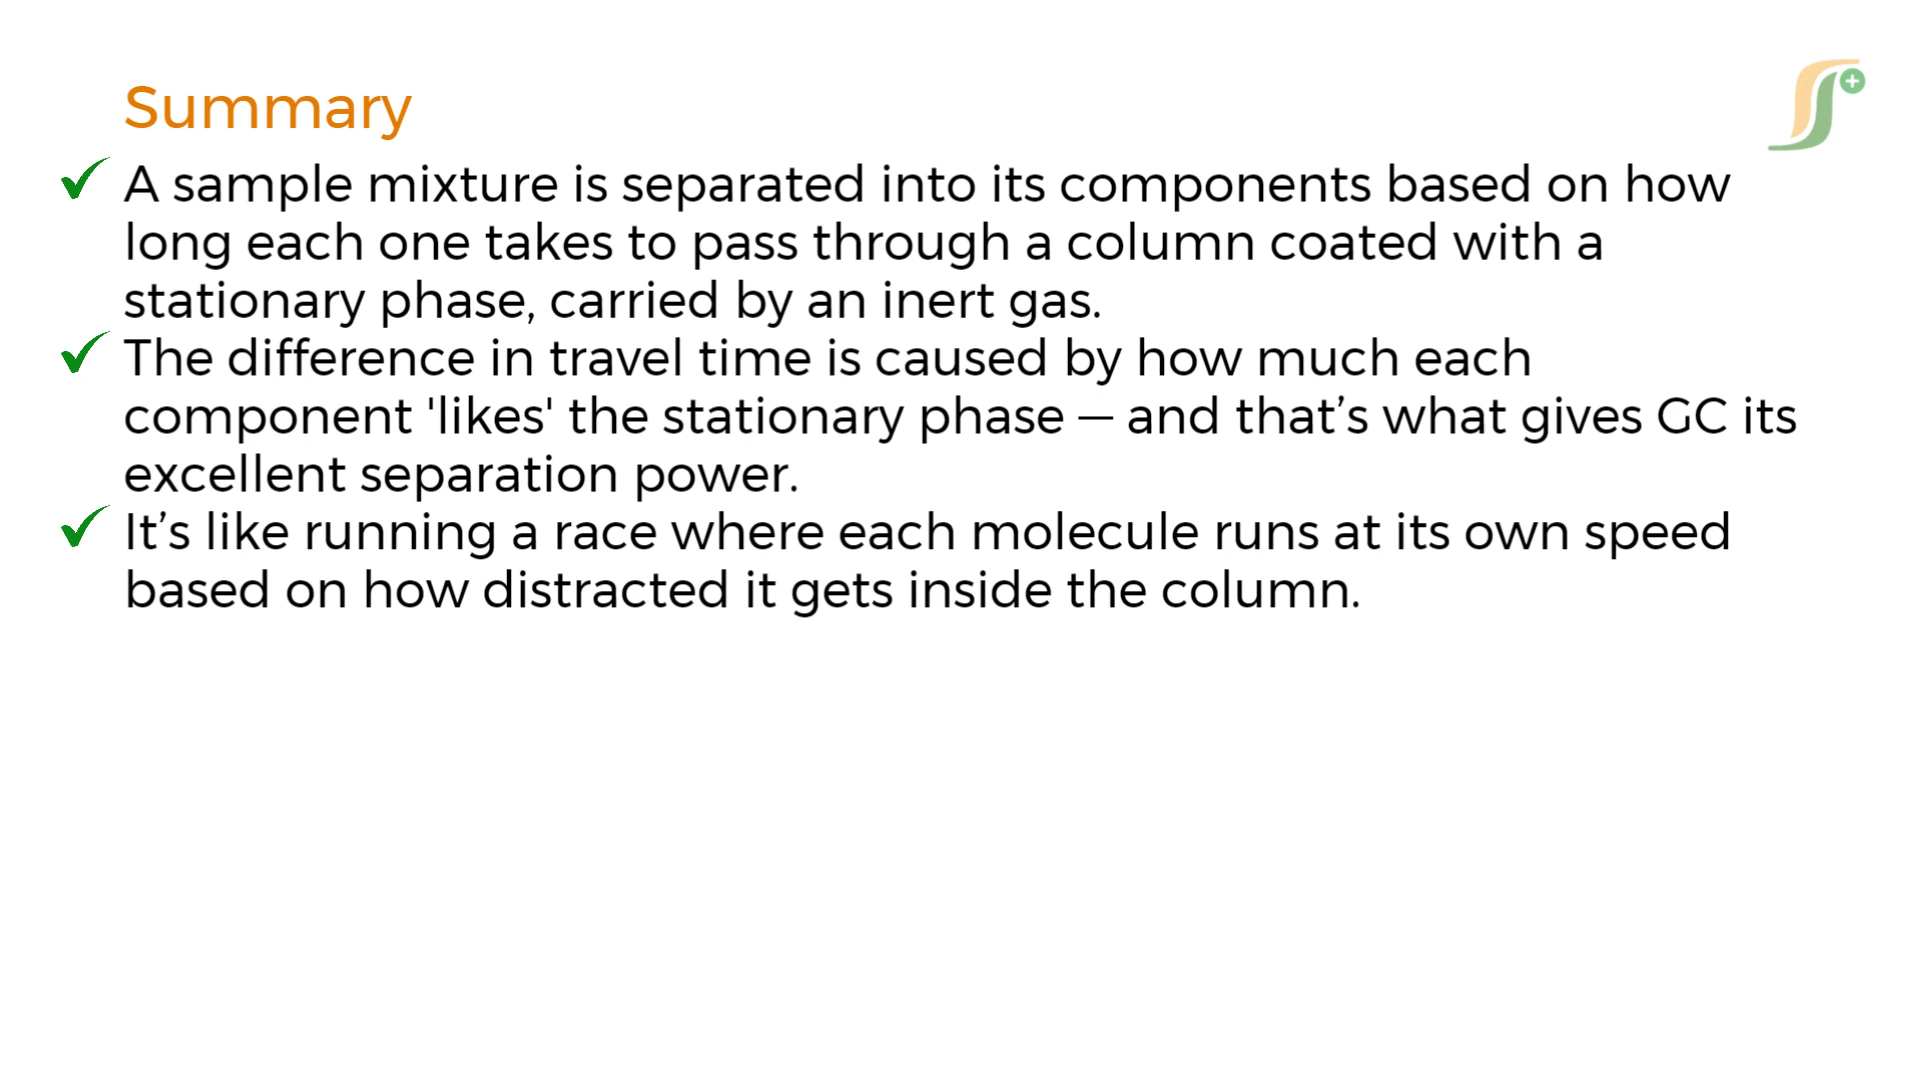 Summary
A sample mixture is separated into its components based on how
long each one takes to pass through a column coated with a
stationary phase, carried by an inert gas.
The difference in travel time is caused by how much each
component 'likes' the stationary phase — and that’s what gives GC its
excellent separation power.
It’s like running a race where each molecule runs at its own speed
based on how distracted it gets inside the column.